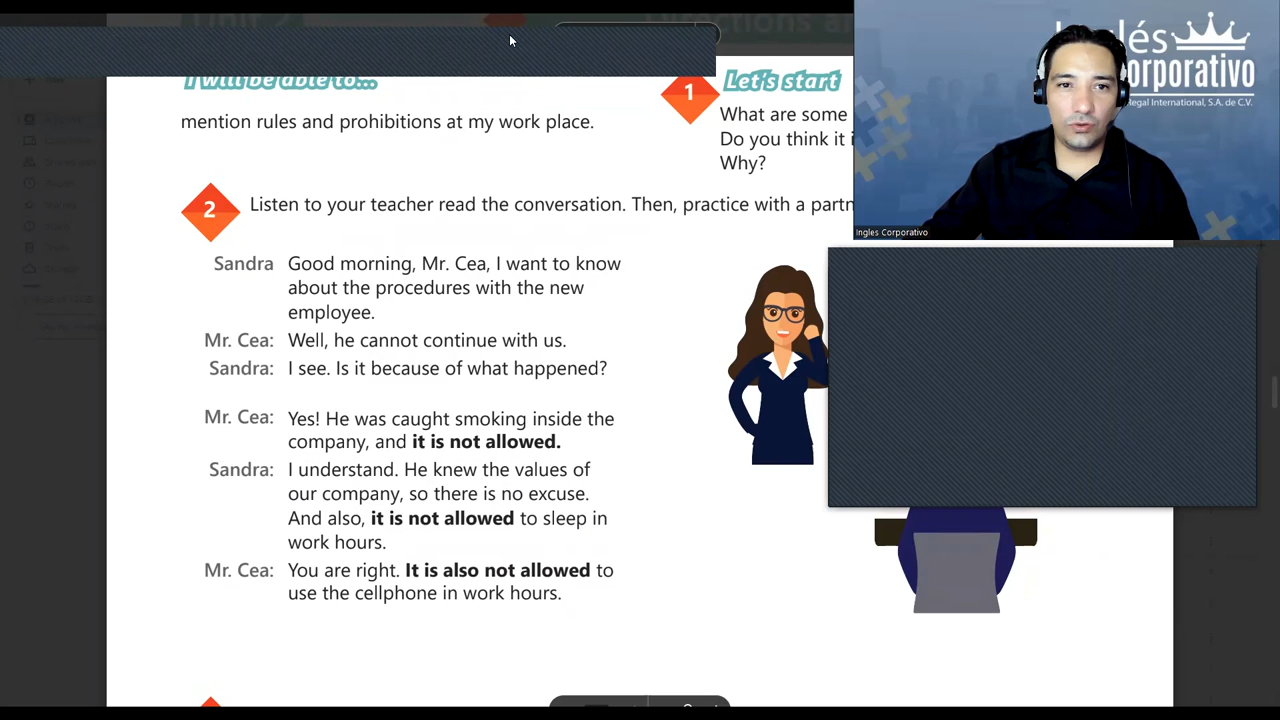 Unit 2
I will be able to...
mention rules and prohibitions at my work place.
1
Let's start
What are some
Do you think it i
Why?
2
Listen to your teacher read the conversation. Then, practice with a partn
Sandra Good morning, Mr. Cea, I want to know
about the procedures with the new
employee.
Mr. Cea: Well, he cannot continue with us.
Sandra: I see. Is it because of what happened?
Mr. Cea: Yes! He was caught smoking inside the
company, and it is not allowed.
Sandra: I understand. He knew the values of
our company, so there is no excuse.
And also, it is not allowed to sleep in
work hours.
Mr. Cea: You are right. It is also not allowed to
use the cellphone in work hours.
Inglés
Corporativo
Regal International, S.A. de C.V.
Ingles Corporativo